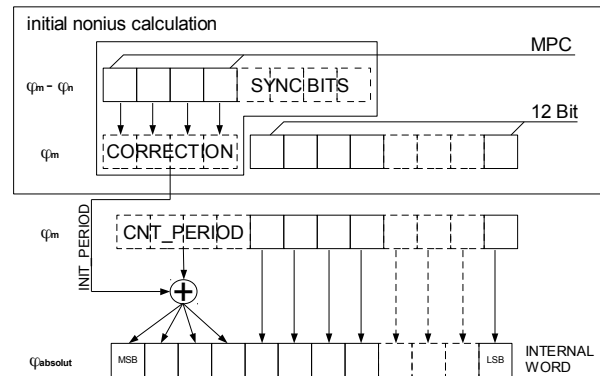 initial nonius calculation
MPC
φm - φn
SYNC BITS
12 Bit
φm
CORRECTION
INIT_PERIOD
φm
CNT_PERIOD
+
φabsolut
MSB
LSB
INTERNAL
WORD